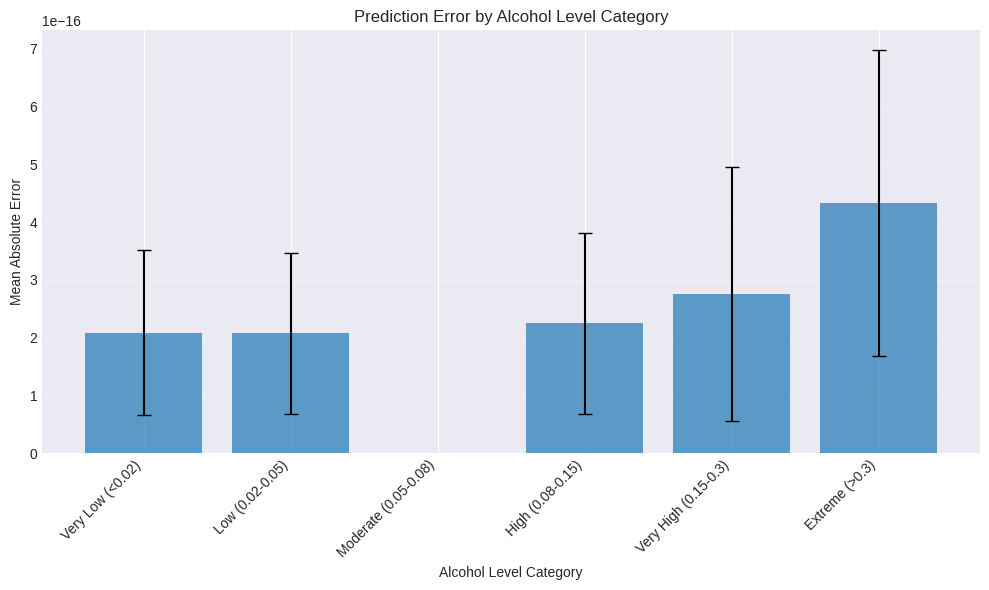 Prediction Error by Alcohol Level Category
1e−16
7
6
5
4
3
2
1
0
Mean Absolute Error
Very Low (<0.02)
Low (0.02-0.05)
Moderate (0.05-0.08)
High (0.08-0.15)
Very High (0.15-0.3)
Extreme (>0.3)
Alcohol Level Category